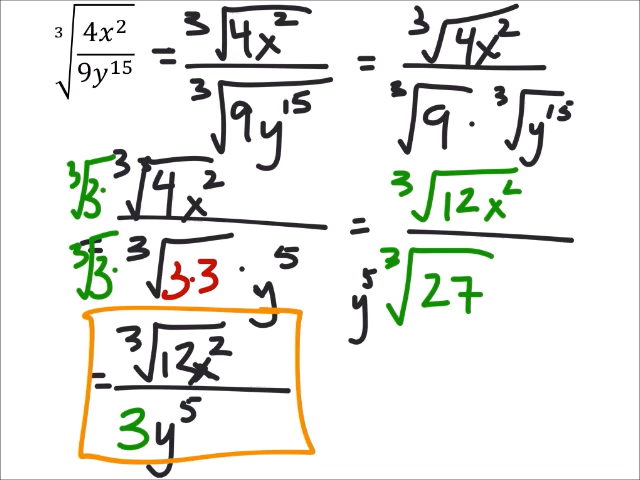 ∛(4x²/9y¹⁵) = ∛4x² / ∛9y¹⁵ = ∛4x² / ∛9 · ∛y¹⁵
= ∛3 · ∛4x² / ∛3 · ∛3·3 · y⁵ = ∛12x² / y⁵ ∛27
= ∛12x² / 3y⁵